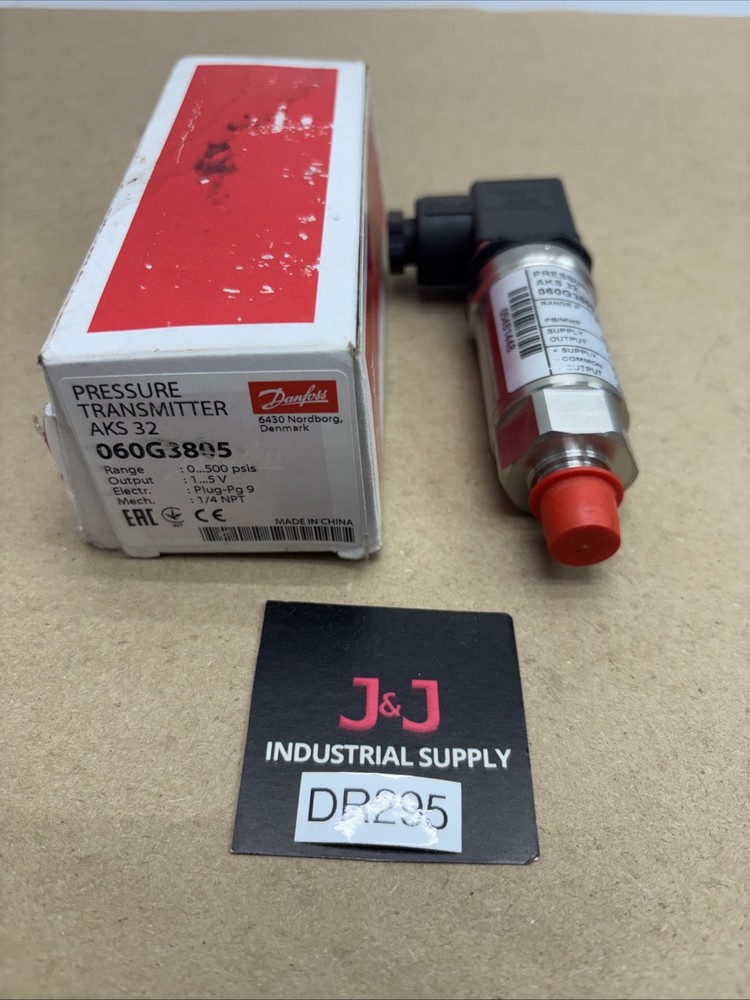 PRESSURE
TRANSMITTER
AKS 32
060G3805
Range : 0...500 psis
Output : 1...5 V
Electr. : Plug-Pg 9
Mech. : 1/4 NPT
Danfoss
6430 Nordborg,
Denmark
EAC
CE
MADE IN CHINA
AKS 32
SUPPLY
OUTPUT
+ SUPPLY
- COMMON
OUTPUT
J&J
INDUSTRIAL SUPPLY
DR295